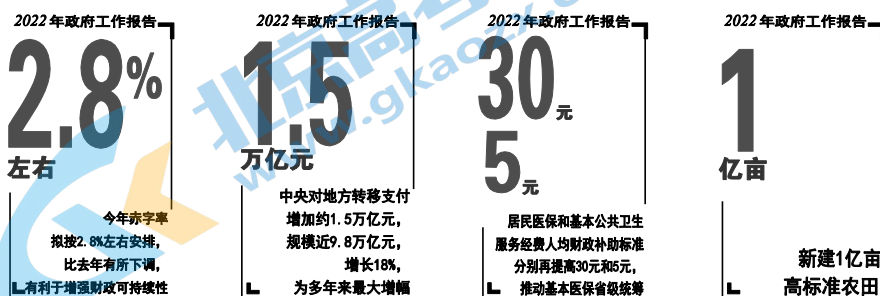 2022年政府工作报告
2.8%
左右
今年赤字率
拟按2.8%左右安排，
比去年有所下调，
有利于增强财政可持续性
2022年政府工作报告
1.5
万亿元
中央对地方转移支付
增加约1.5万亿元，
规模近9.8万亿元，
增长18%，
为多年来最大增幅
2022年政府工作报告
30元
5元
居民医保和基本公共卫生
服务经费人均财政补助标准
分别再提高30元和5元，
推动基本医保省级统筹
2022年政府工作报告
1
亿亩
新建1亿亩
高标准农田
北京高考
www.gkaozx.c